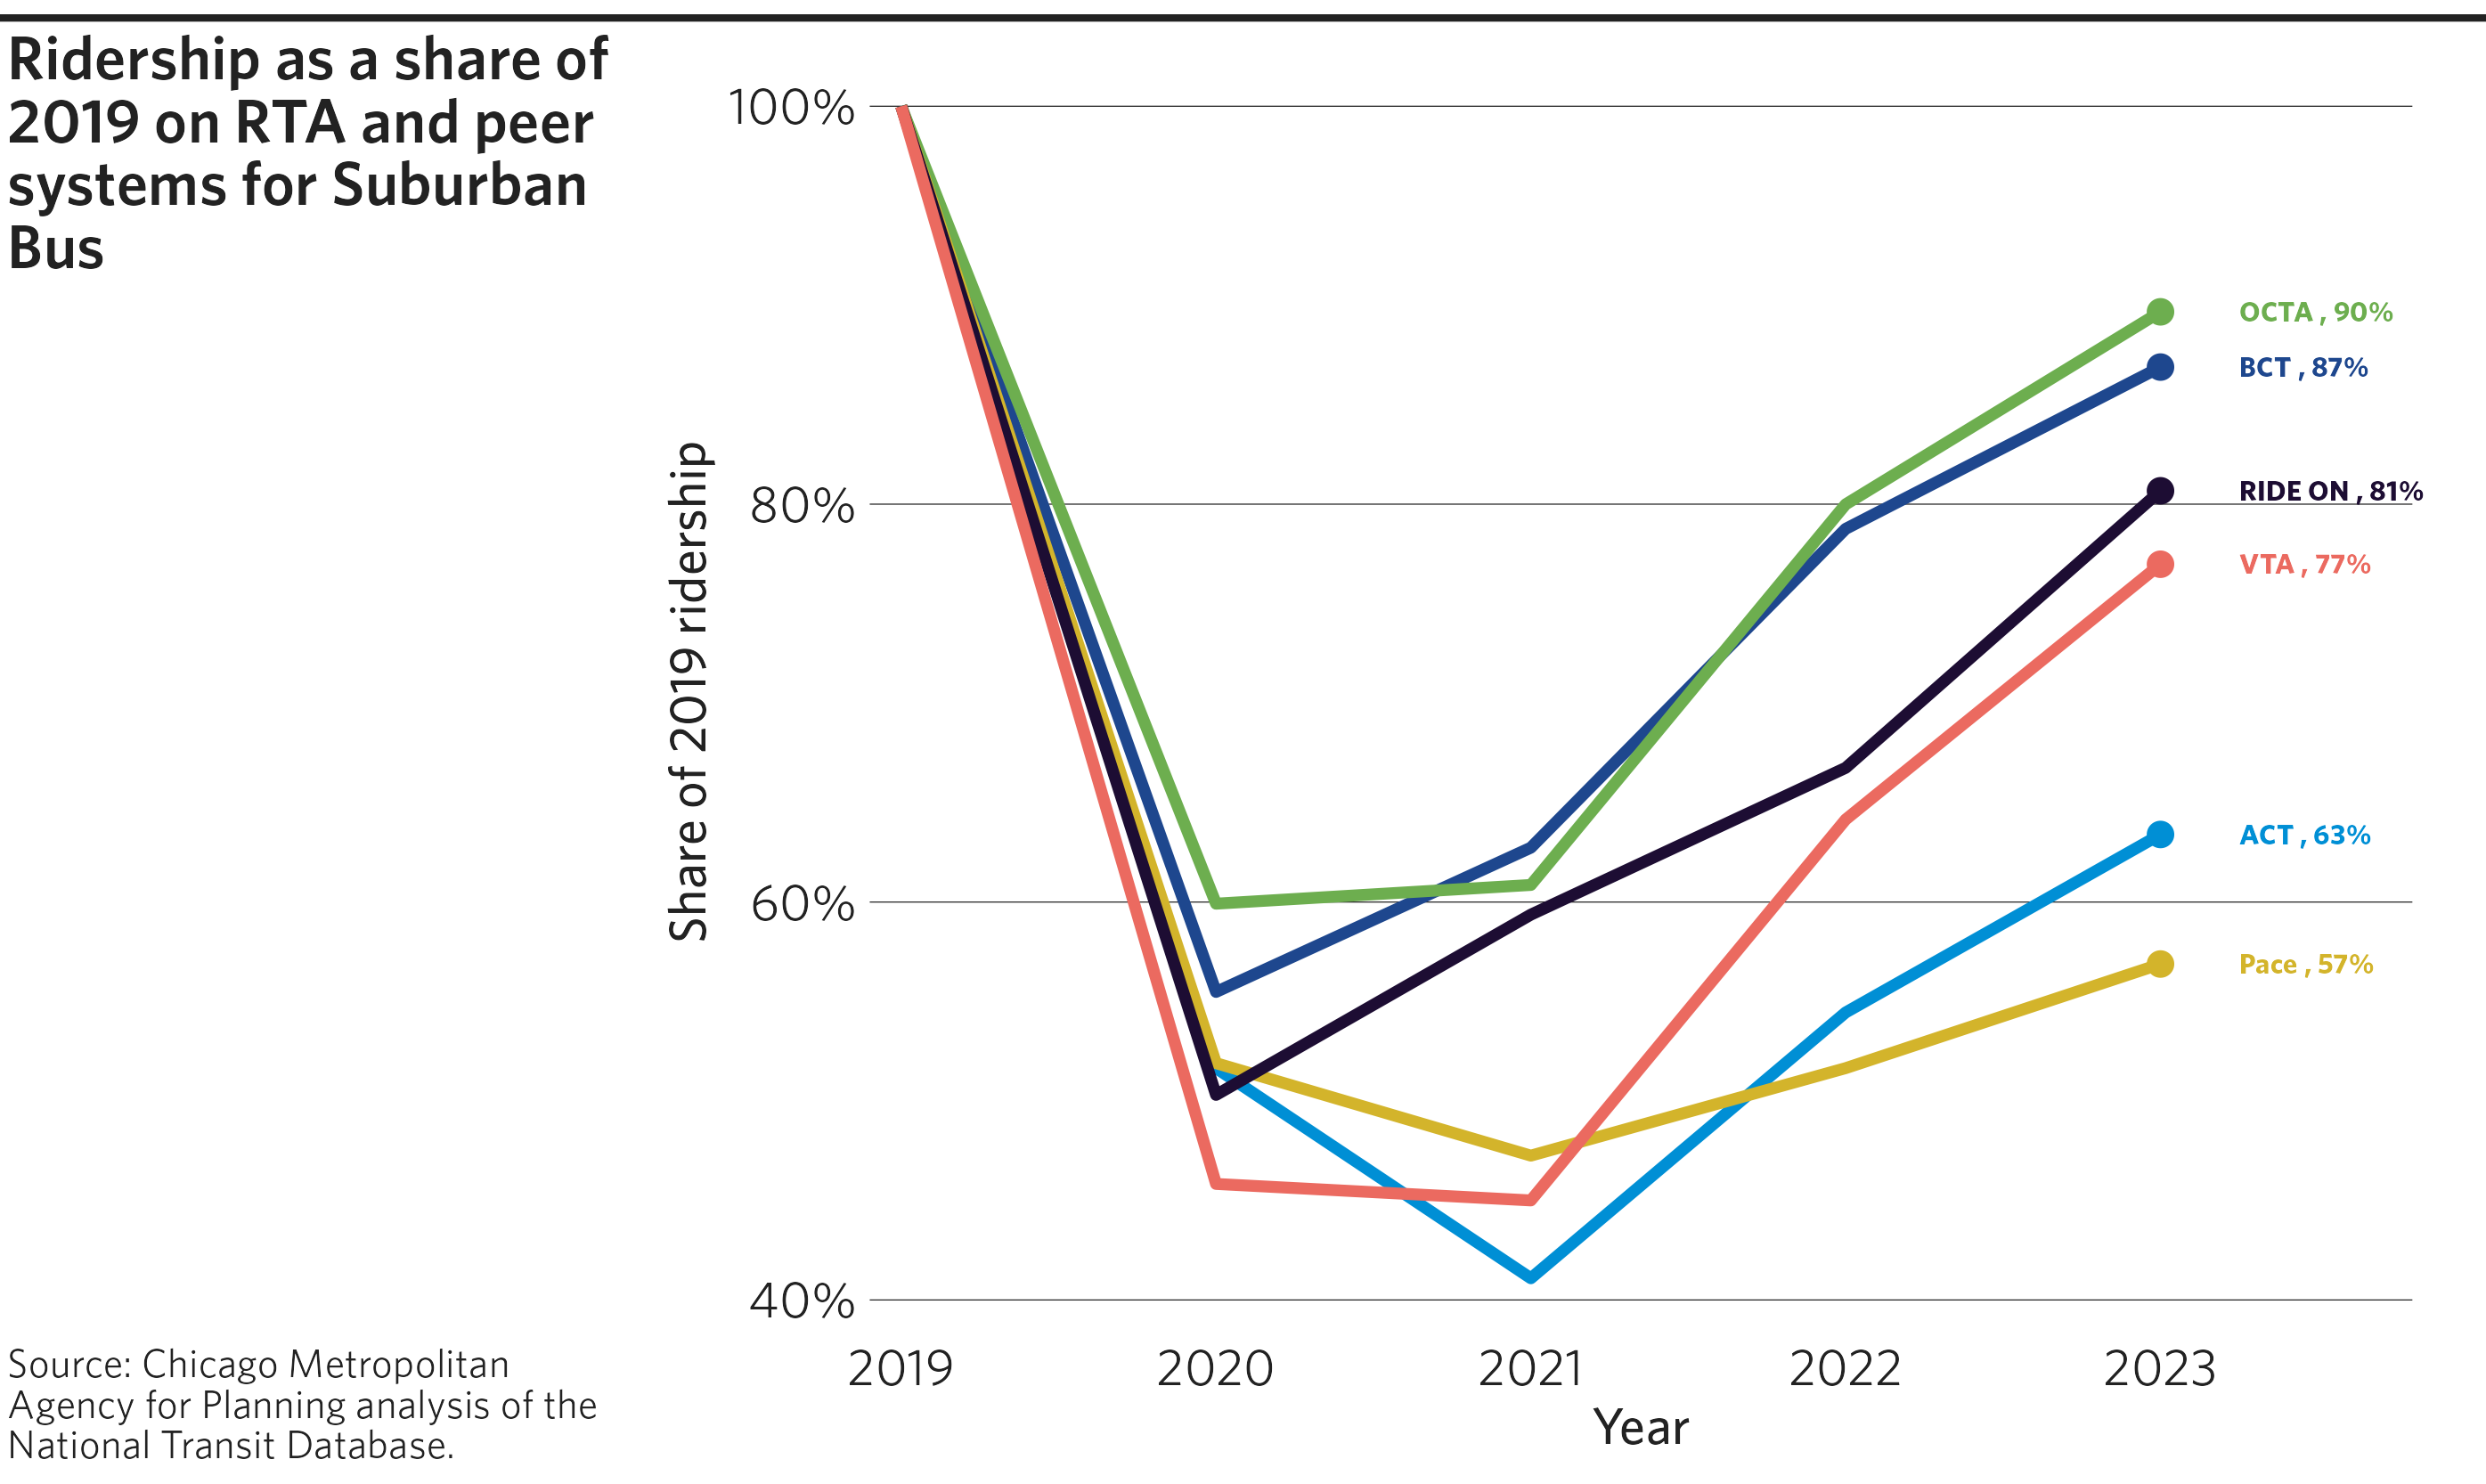 Ridership as a share of
2019 on RTA and peer
systems for Suburban
Bus
100%
80%
60%
40%
Share of 2019 ridership
OCTA , 90%
BCT , 87%
RIDE ON , 81%
VTA , 77%
ACT , 63%
Pace , 57%
2019 2020 2021 2022 2023
Year
Source: Chicago Metropolitan
Agency for Planning analysis of the
National Transit Database.